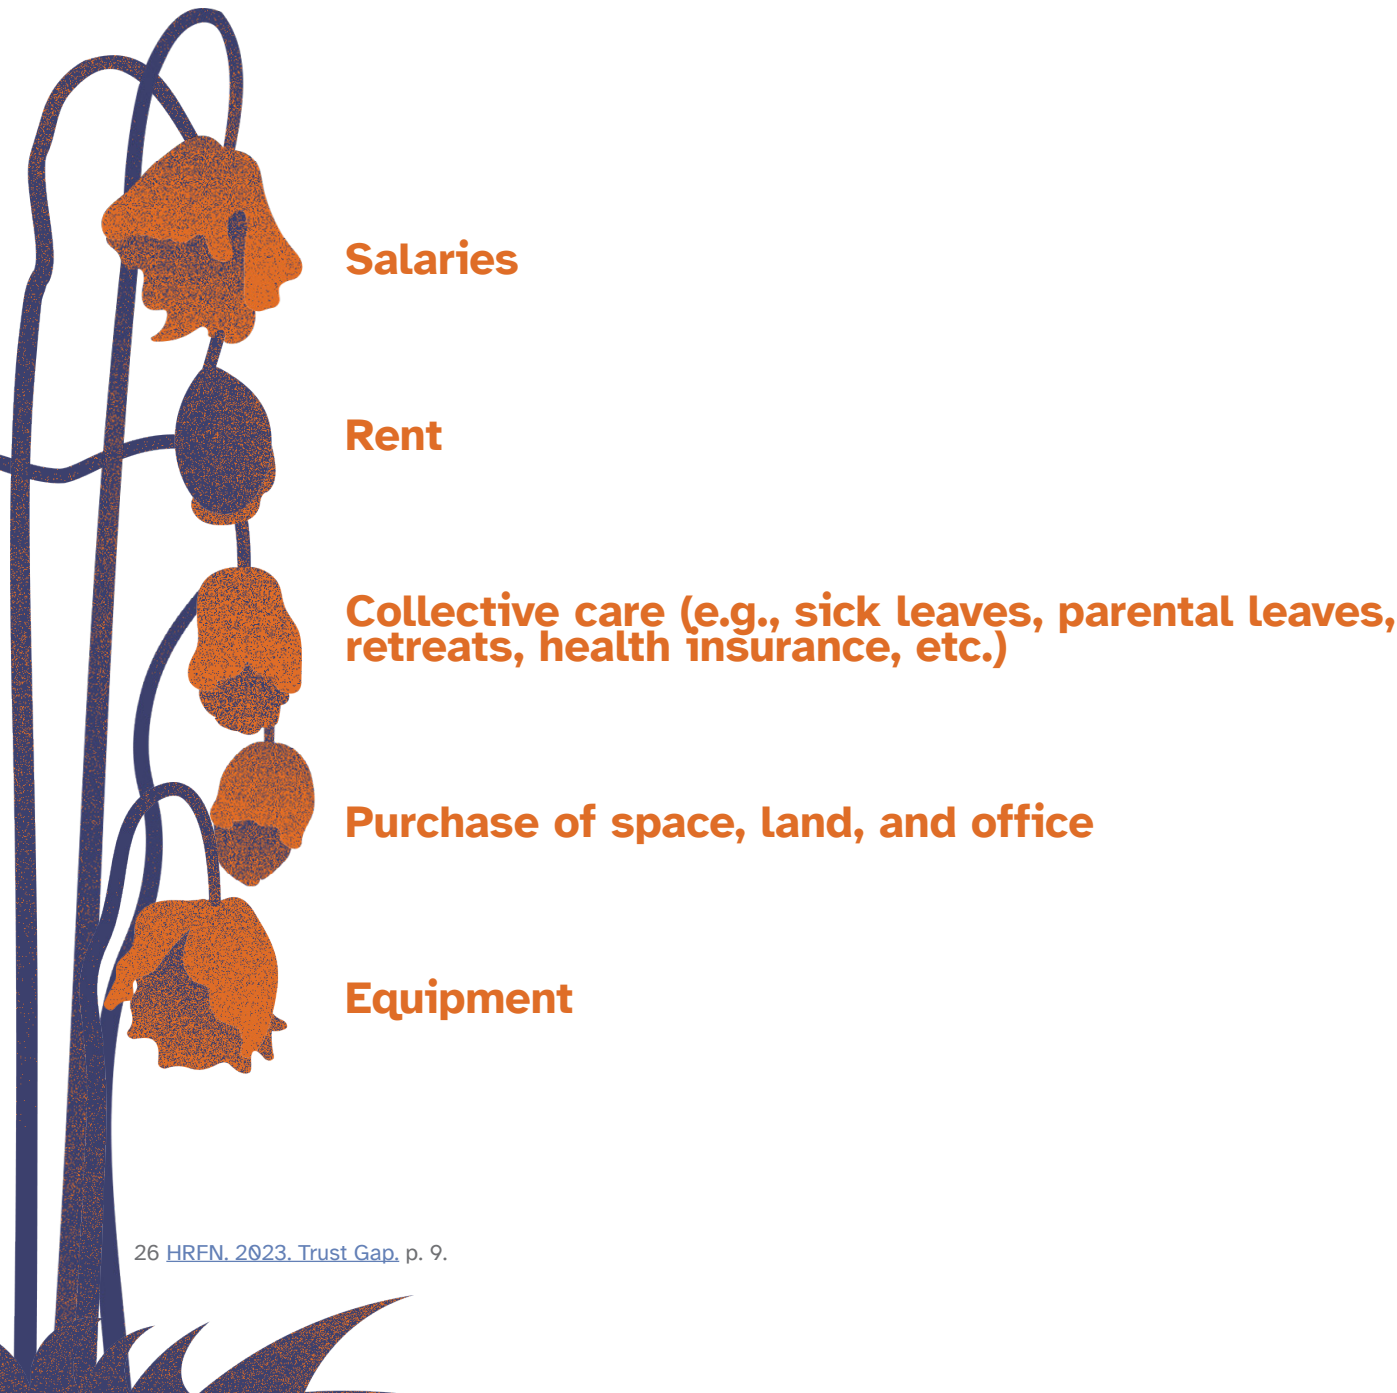 Salaries
Rent
Collective care (e.g., sick leaves, parental leaves,
retreats, health insurance, etc.)
Purchase of space, land, and office
Equipment
26 HRFN. 2023. Trust Gap. p. 9.